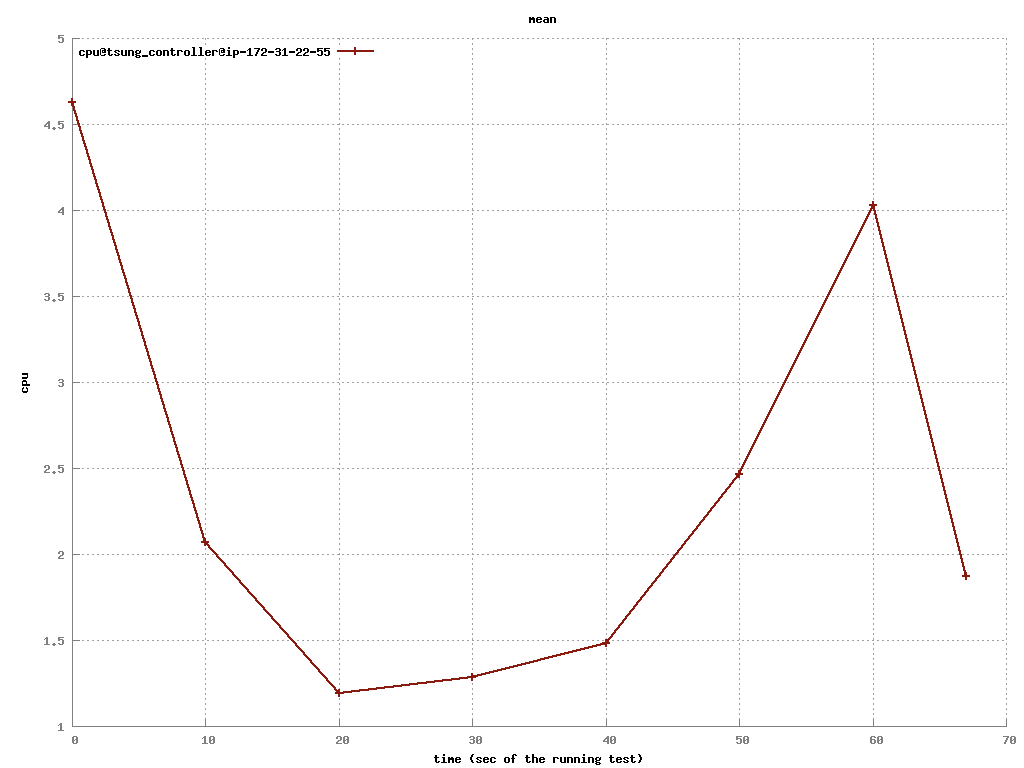 mean
5
cpu@tsung_controller@ip-172-31-22-55
4.5
4
3.5
3
cpu
2.5
2
1.5
1
0 10 20 30 40 50 60 70
time (sec of the running test)